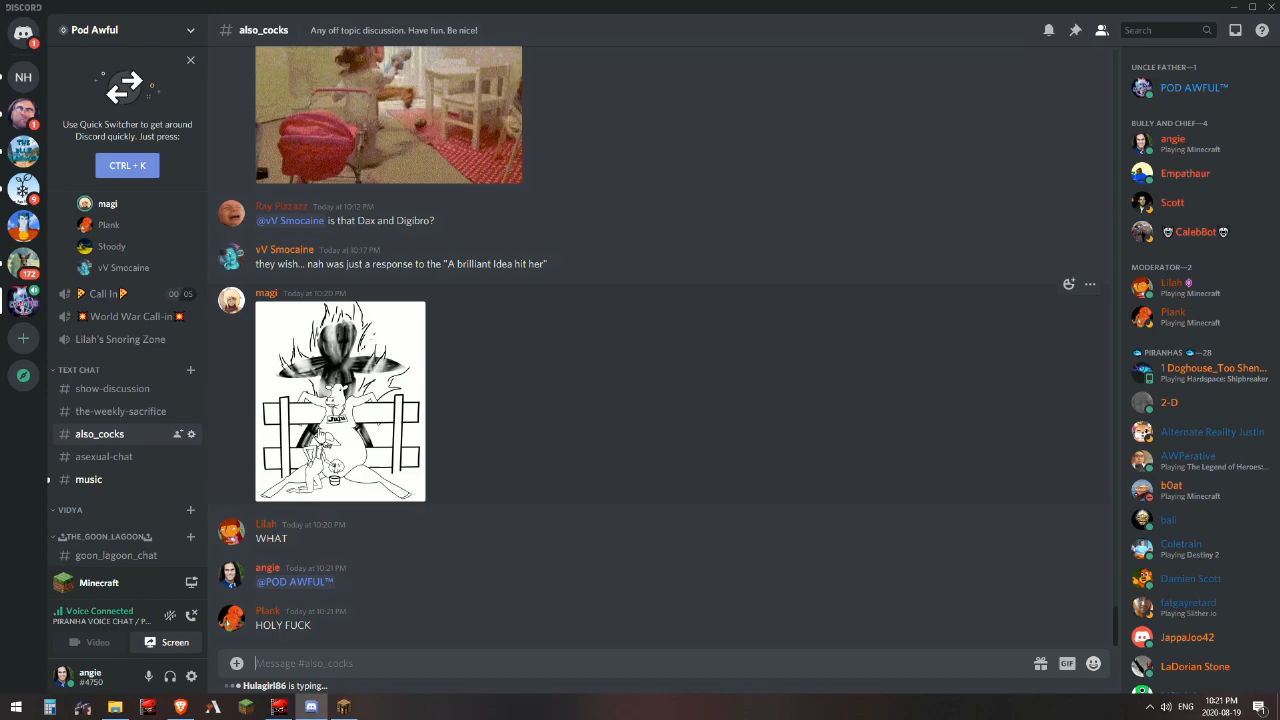 DISCORD
Pod Awful
# also_cocks
Any off topic discussion. Have fun. Be nice!
Search
1
NH
1
9
172
Use Quick Switcher to get around
Discord quickly. Just press:
CTRL + K
magi
Plank
Stoody
vV Smocaine
Call In
00 05
World War Call-in
Lilah's Snoring Zone
TEXT CHAT
# show-discussion
# the-weekly-sacrifice
# also_cocks
# asexual-chat
# music
VIDYA
THE_GOON_LAGOON
# goon_lagoon_chat
Minecraft
Voice Connected
PIRANHA VOICE CHAT / P...
Video
Screen
angie
#4750
Ray Pizzazz Today at 10:12 PM
@vV Smocaine is that Dax and Digibro?
vV Smocaine Today at 10:17 PM
they wish... nah was just a response to the "A brilliant Idea hit her"
magi Today at 10:20 PM
Lilah Today at 10:20 PM
WHAT
angie Today at 10:21 PM
@POD AWFUL™
Plank Today at 10:21 PM
HOLY FUCK
Message #also_cocks
GIF
Hulagirl86 is typing...
UNCLE FATHER—1
POD AWFUL™
BULLY AND CHIEF—4
angie
Playing Minecraft
Empathaur
Scott
CalebBot
MODERATOR—2
Lilah
Playing Minecraft
Plank
Playing Minecraft
PIRANHAS —28
1 Doghouse_Too Shen...
Playing Hardspace: Shipbreaker
2-D
Alternate Reality Justin
AWPerative
Playing The Legend of Heroes:...
b0at
Playing Minecraft
bali
Coletrain
Playing Destiny 2
Damien Scott
fatgayretard
Playing Slither.io
JappaJoo42
LaDorian Stone
ENG
10:21 PM
2020-08-19